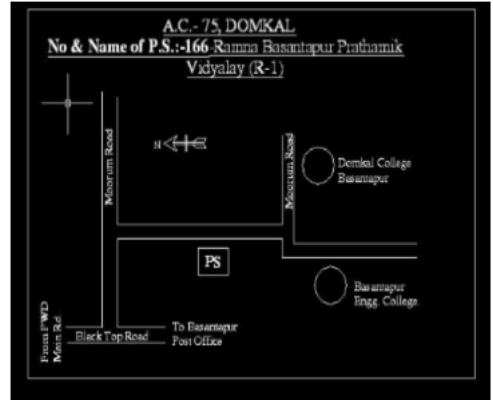 A.C.- 75, DOMKAL
No & Name of P.S.:-166-Ramna Basantapur Prathamik
Vidyalay (R-1)
Moorum Road
N
Moorum Road
Domkal College
Basantapur
PS
Basantapur
Engg. College
From PWD
Main Rd
Black Top Road
To Basantapur
Post Office